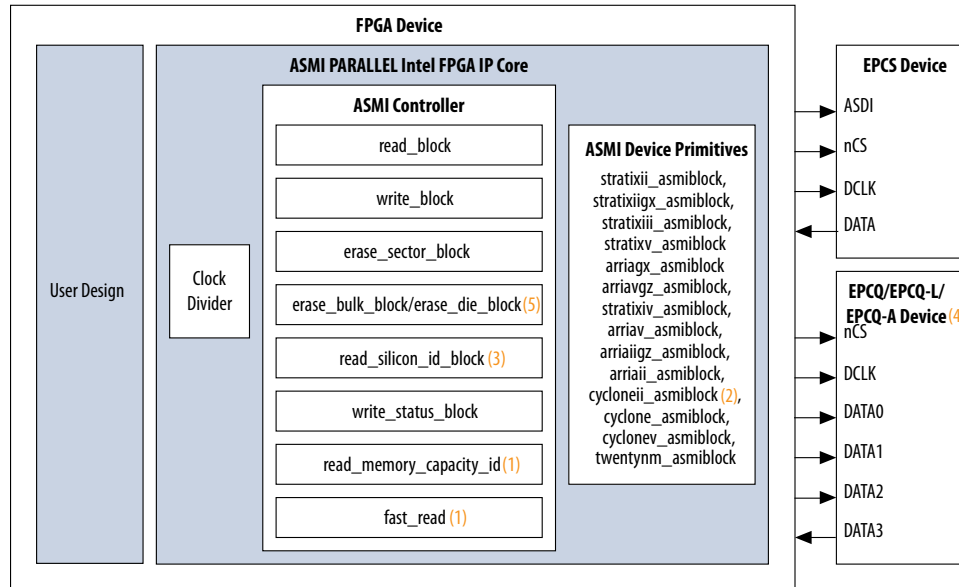 FPGA Device
ASMI PARALLEL Intel FPGA IP Core
User Design
Clock
Divider
ASMI Controller
read_block
write_block
erase_sector_block
erase_bulk_block/erase_die_block(5)
read_silicon_id_block(3)
write_status_block
read_memory_capacity_id(1)
fast_read(1)
ASMI Device Primitives
stratixii_asmiblock,
stratixiigx_asmiblock,
stratixiii_asmiblock,
stratixv_asmiblock
arriagx_asmiblock
arriavgz_asmiblock,
stratixiv_asmiblock,
arriav_asmiblock,
arriaiigz_asmiblock,
arriaii_asmiblock,
cycloneii_asmiblock(2),
cyclone_asmiblock,
cyclonev_asmiblock,
twentynm_asmiblock
EPCS Device
ASDI
nCS
DCLK
DATA
EPCQ/EPCQ-L/
EPCQ-A Device(4
nCS
DCLK
DATA0
DATA1
DATA2
DATA3